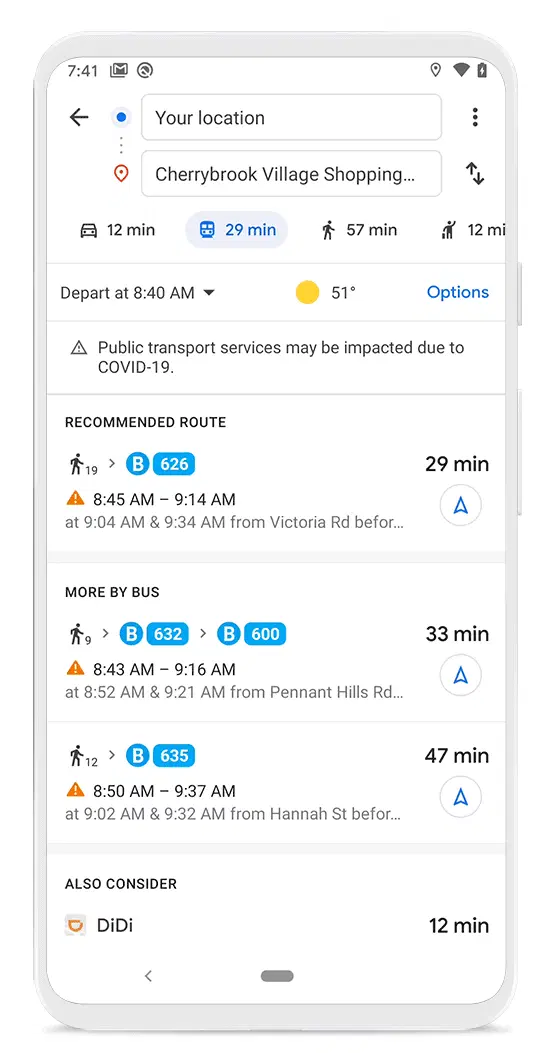 7:41
Your location
Cherrybrook Village Shopping...
12 min 29 min 57 min 12 mi
Depart at 8:40 AM 51° Options
Public transport services may be impacted due to
COVID-19.
RECOMMENDED ROUTE
19 > B 626 29 min
8:45 AM – 9:14 AM
at 9:04 AM & 9:34 AM from Victoria Rd befor...
MORE BY BUS
9 > B 632 > B 600 33 min
8:43 AM – 9:16 AM
at 8:52 AM & 9:21 AM from Pennant Hills Rd...
12 > B 635 47 min
8:50 AM – 9:37 AM
at 9:02 AM & 9:32 AM from Hannah St befor...
ALSO CONSIDER
DiDi 12 min